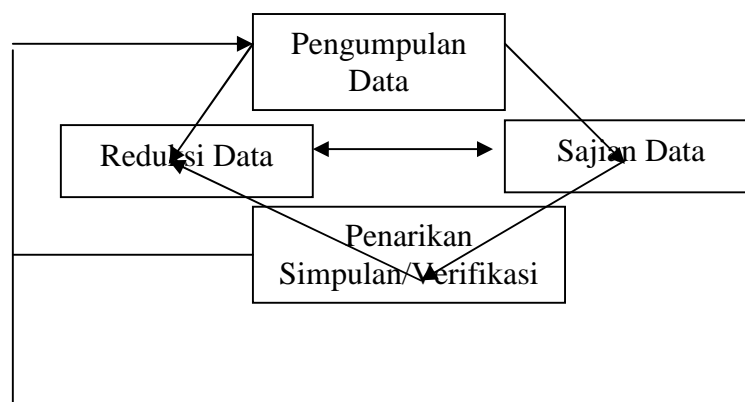 Pengumpulan
Data
Reduksi Data
Sajian Data
Penarikan
Simpulan/Verifikasi